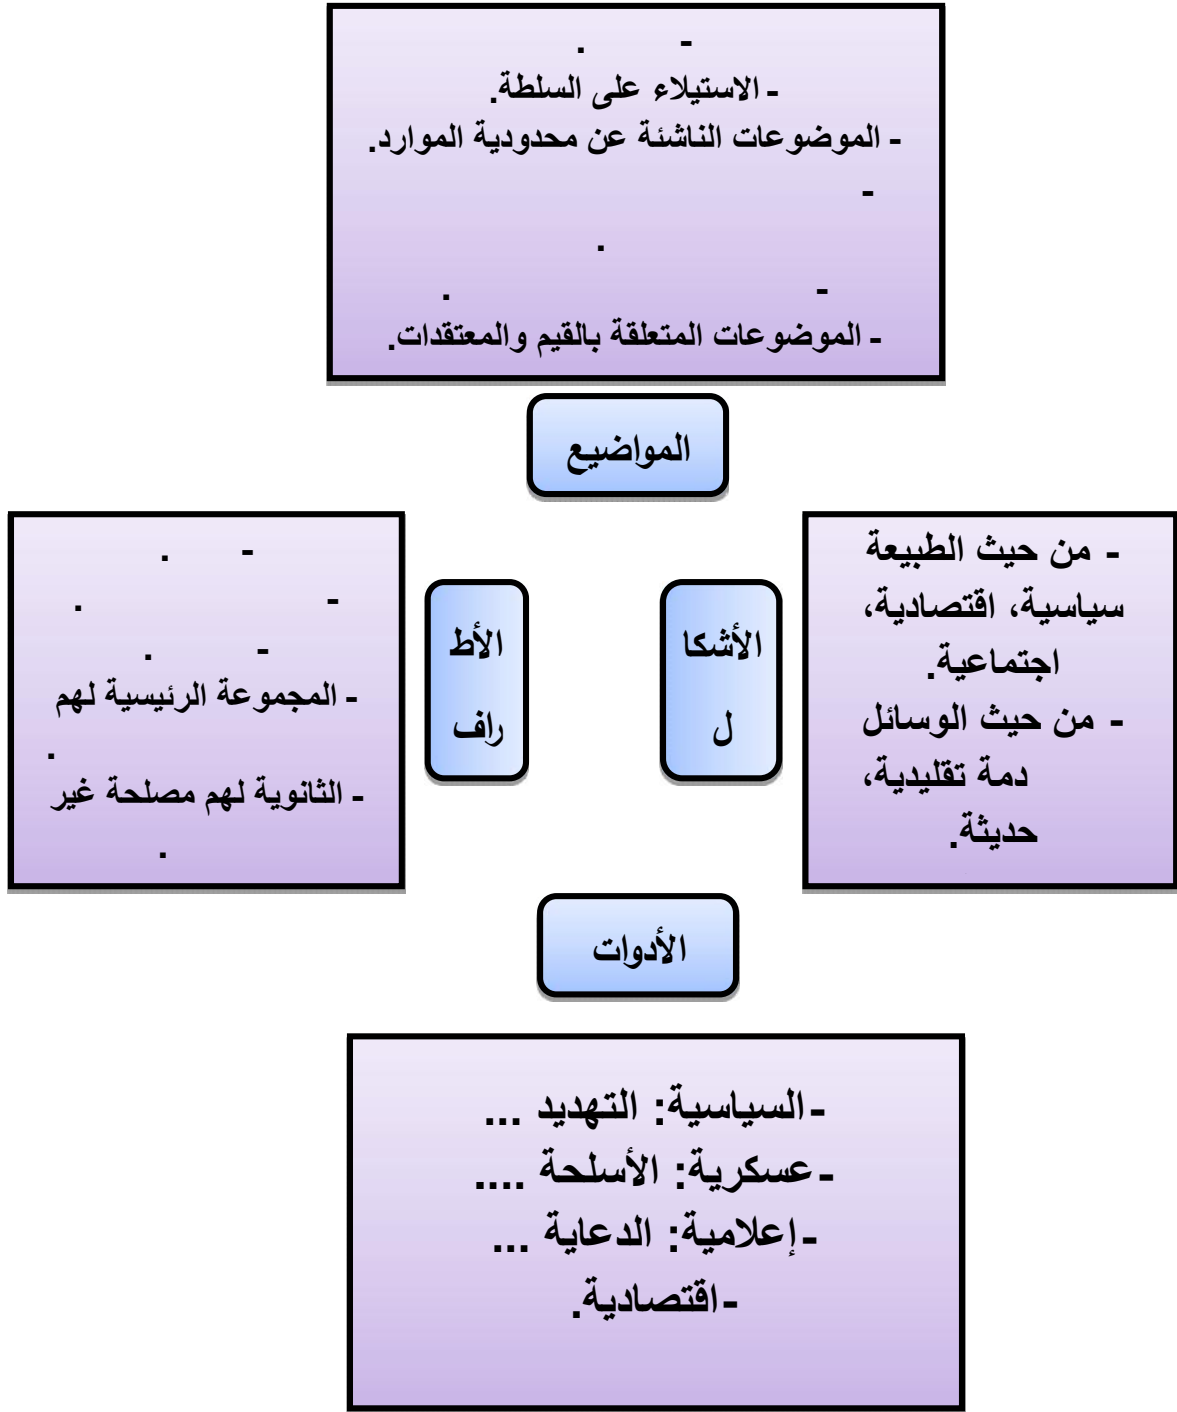 - .
- الاستيلاء على السلطة.
- الموضوعات الناشئة عن محدودية الموارد.
-
.
- .
- الموضوعات المتعلقة بالقيم والمعتقدات.
المواضيع
- من حيث الطبيعة
سياسية، اقتصادية،
اجتماعية.
- من حيث الوسائل
دمة تقليدية،
حديثة.
الأشكا
ل
الأط
راف
- .
- .
- .
- المجموعة الرئيسية لهم
.
- الثانوية لهم مصلحة غير
.
الأدوات
- السياسية: التهديد ...
- عسكرية: الأسلحة ....
- إعلامية: الدعاية ...
- اقتصادية.